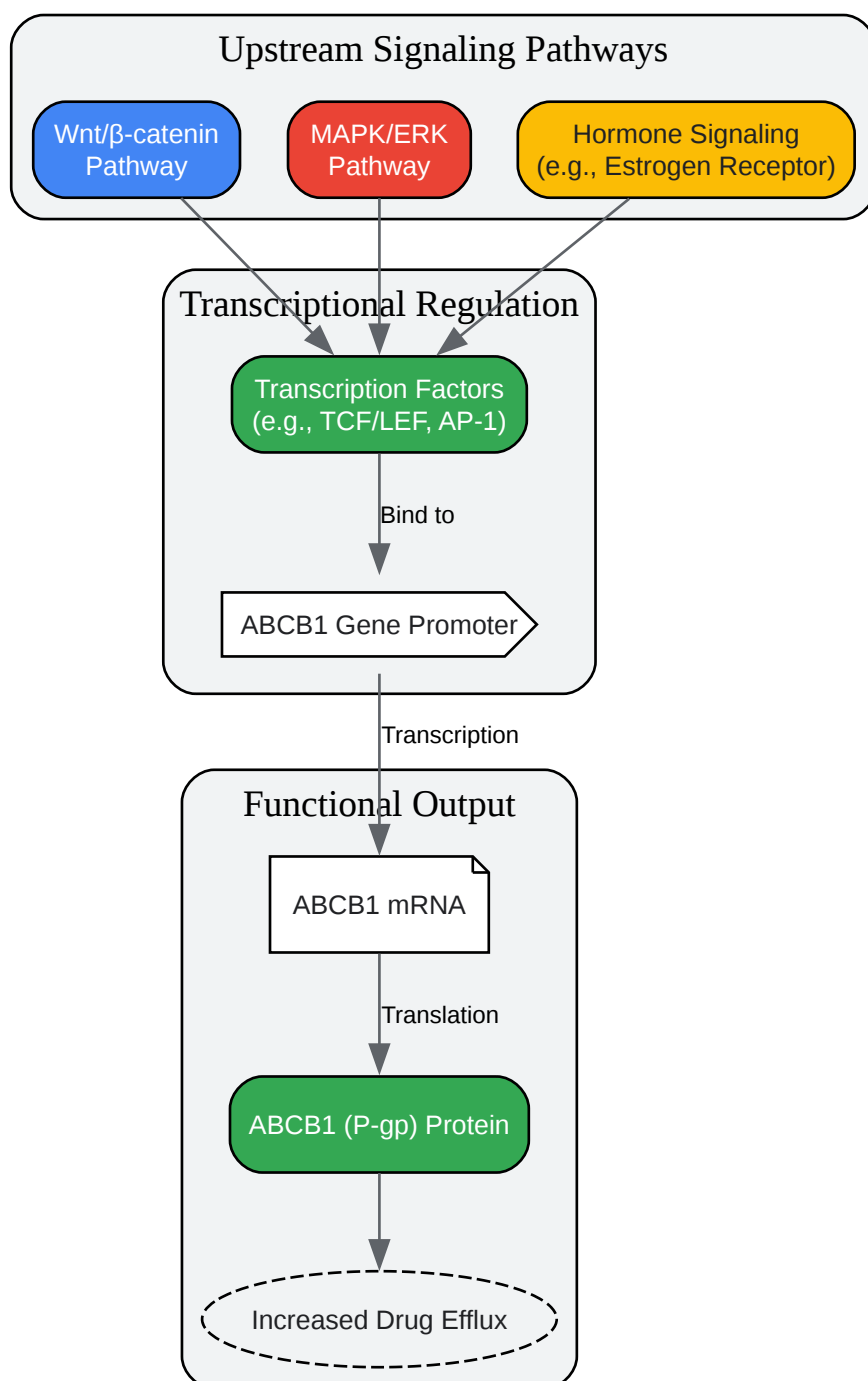 Upstream Signaling Pathways
Wnt/β-catenin
Pathway
MAPK/ERK
Pathway
Hormone Signaling
(e.g., Estrogen Receptor)
Transcriptional Regulation
Transcription Factors
(e.g., TCF/LEF, AP-1)
Bind to
ABCB1 Gene Promoter
Transcription
Functional Output
ABCB1 mRNA
Translation
ABCB1 (P-gp) Protein
Increased Drug Efflux